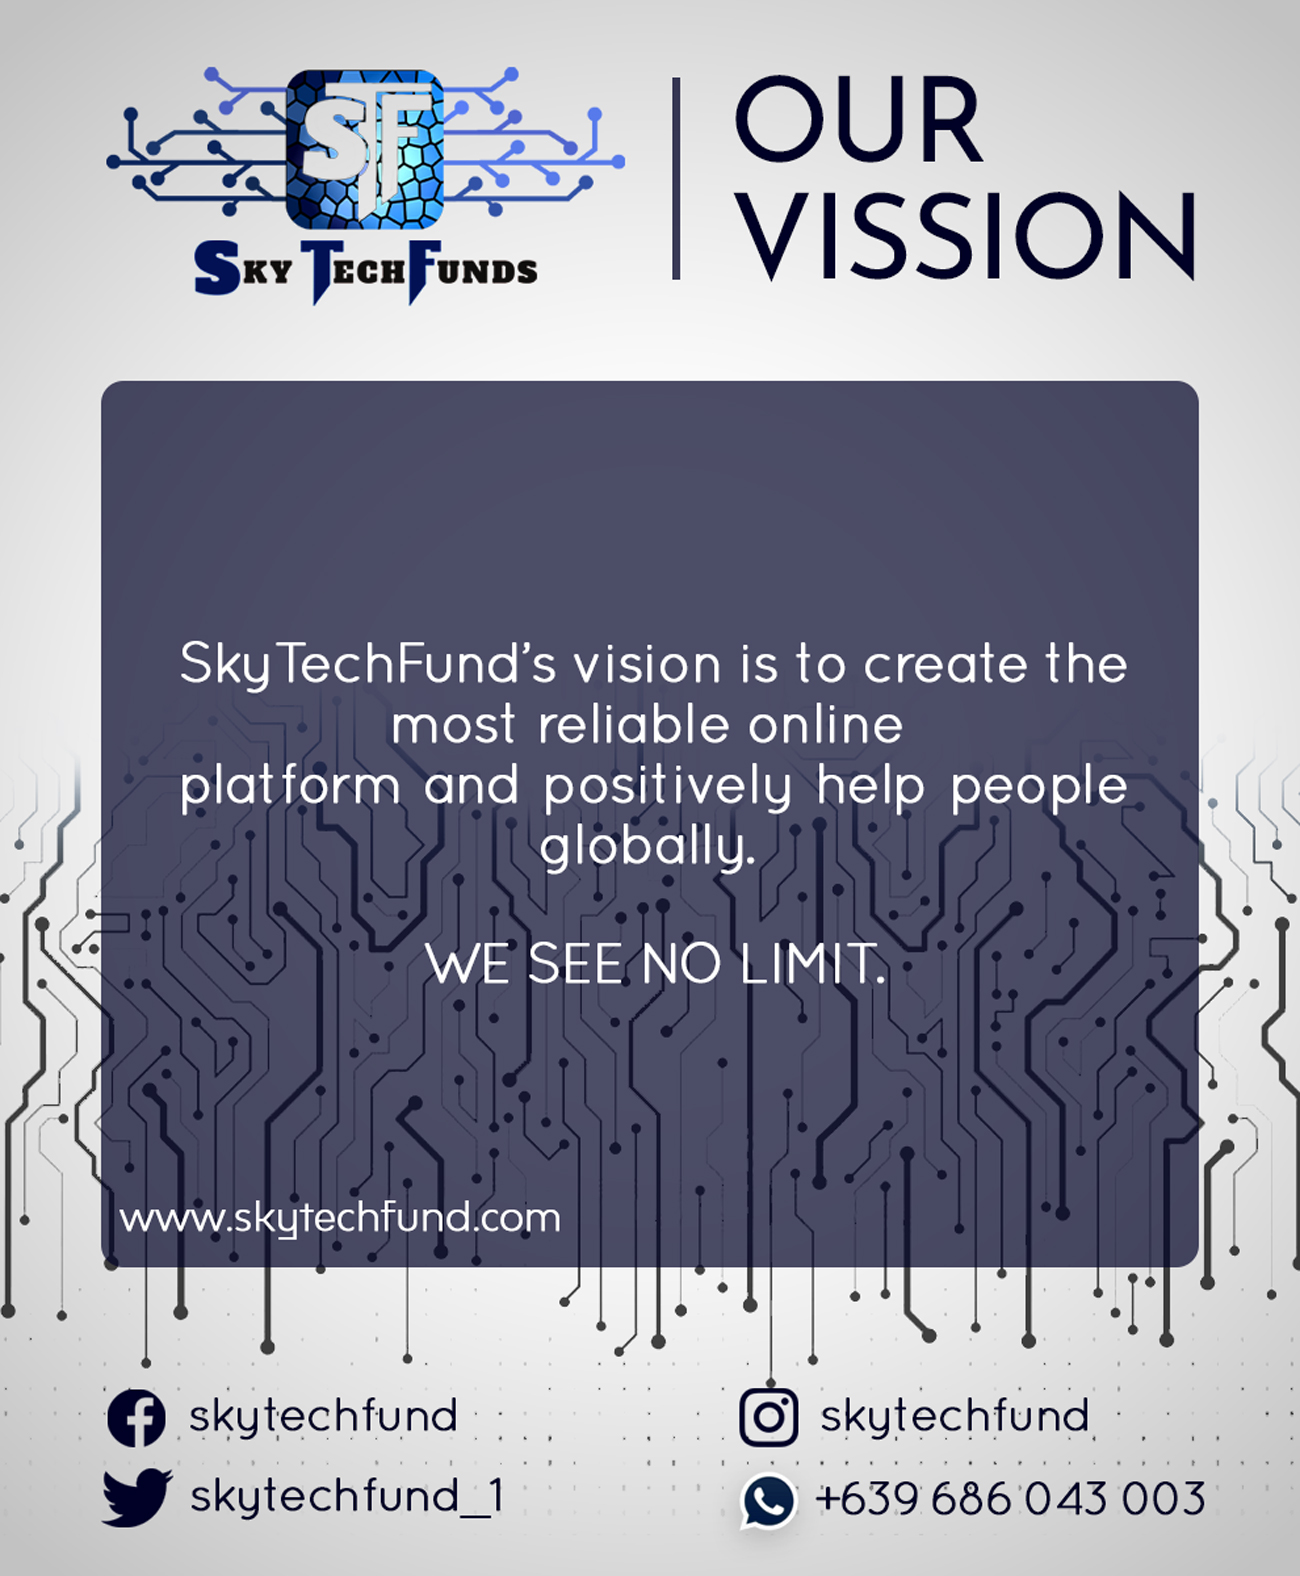 STF
SKY TECHFUNDS
OUR
VISSION
SkyTechFund’s vision is to create the
most reliable online
platform and positively help people
globally.
WE SEE NO LIMIT.
www.skytechfund.com
skytechfund
skytechfund
skytechfund_1
+639 686 043 003